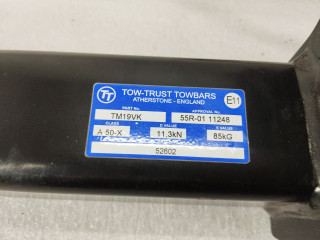 TT
TOW-TRUST TOWBARS
ATHERSTONE - ENGLAND
E11
PART No APPROVAL No
TM19VK 55R-01 11248
CLASS D VALUE S VALUE
A 50-X 11.3kN 85kG
52602